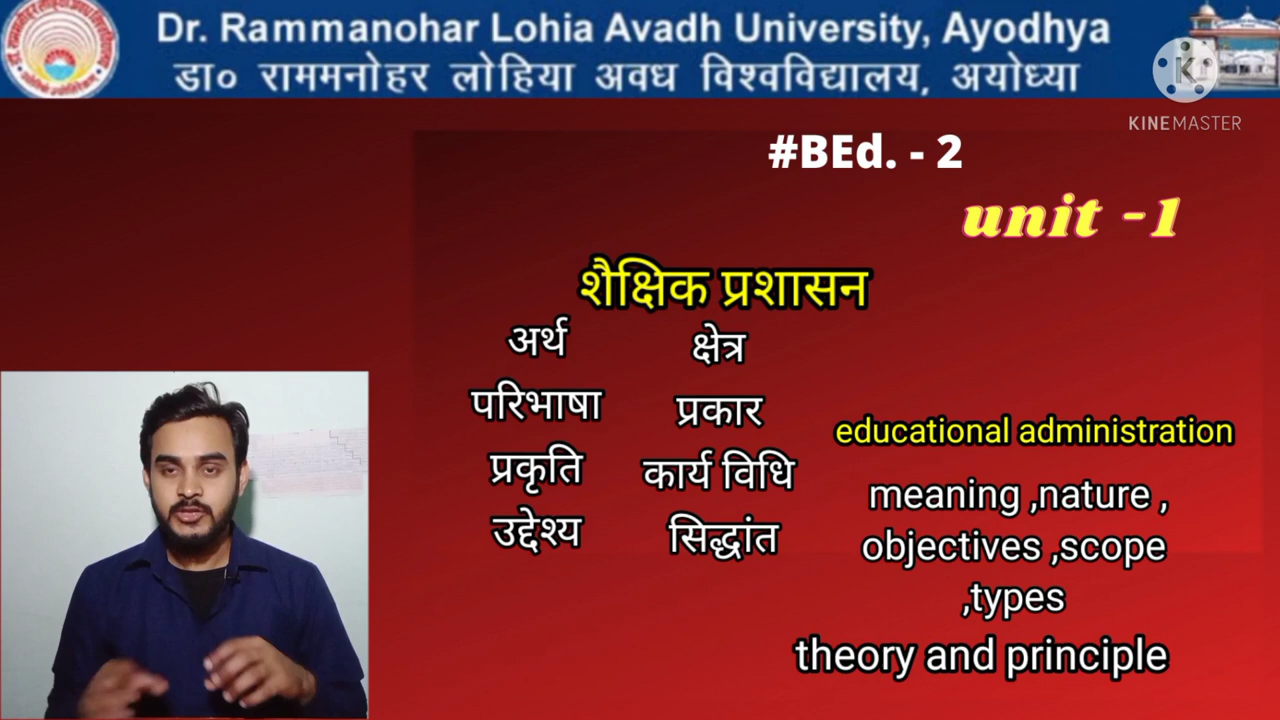 Dr. Rammanohar Lohia Avadh University, Ayodhya
डा० राममनोहर लोहिया अवध विश्वविद्यालय, अयोध्या
KINEMASTER
#BEd. - 2
unit -1
शैक्षिक प्रशासन
अर्थ
परिभाषा
प्रकृति
उद्देश्य
क्षेत्र
प्रकार
कार्य विधि
सिद्धांत
educational administration
meaning ,nature ,
objectives ,scope
,types
theory and principle